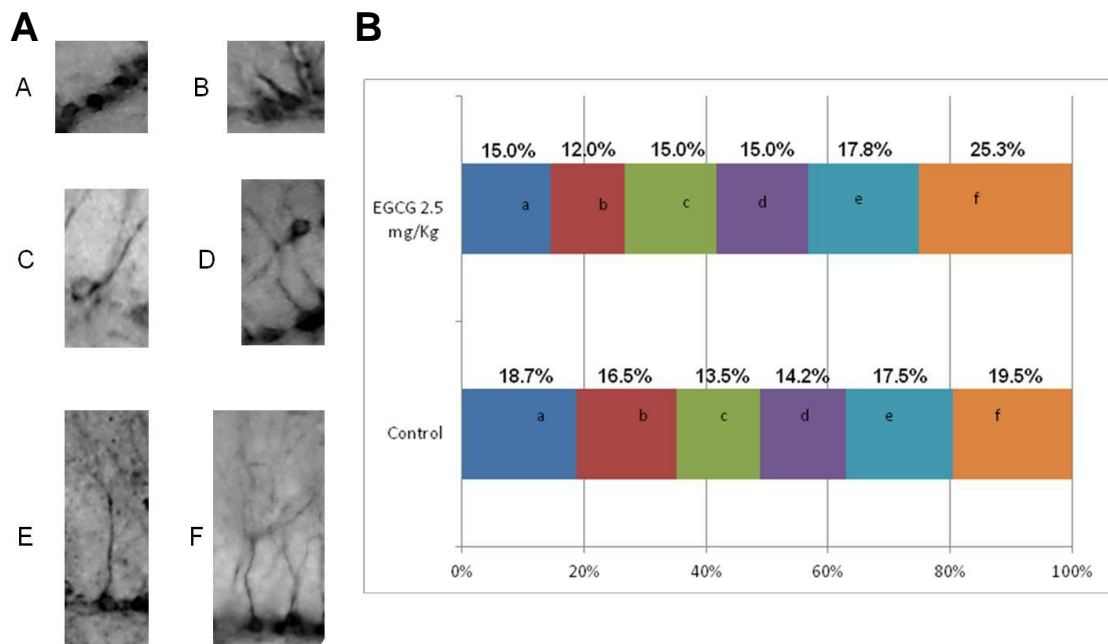 A
A
B
C
D
E
F
B
15.0% 12.0% 15.0% 15.0% 17.8% 25.3%
EGCG 2.5
mg/Kg
a b c d e f
18.7% 16.5% 13.5% 14.2% 17.5% 19.5%
Control
a b c d e f
0% 20% 40% 60% 80% 100%